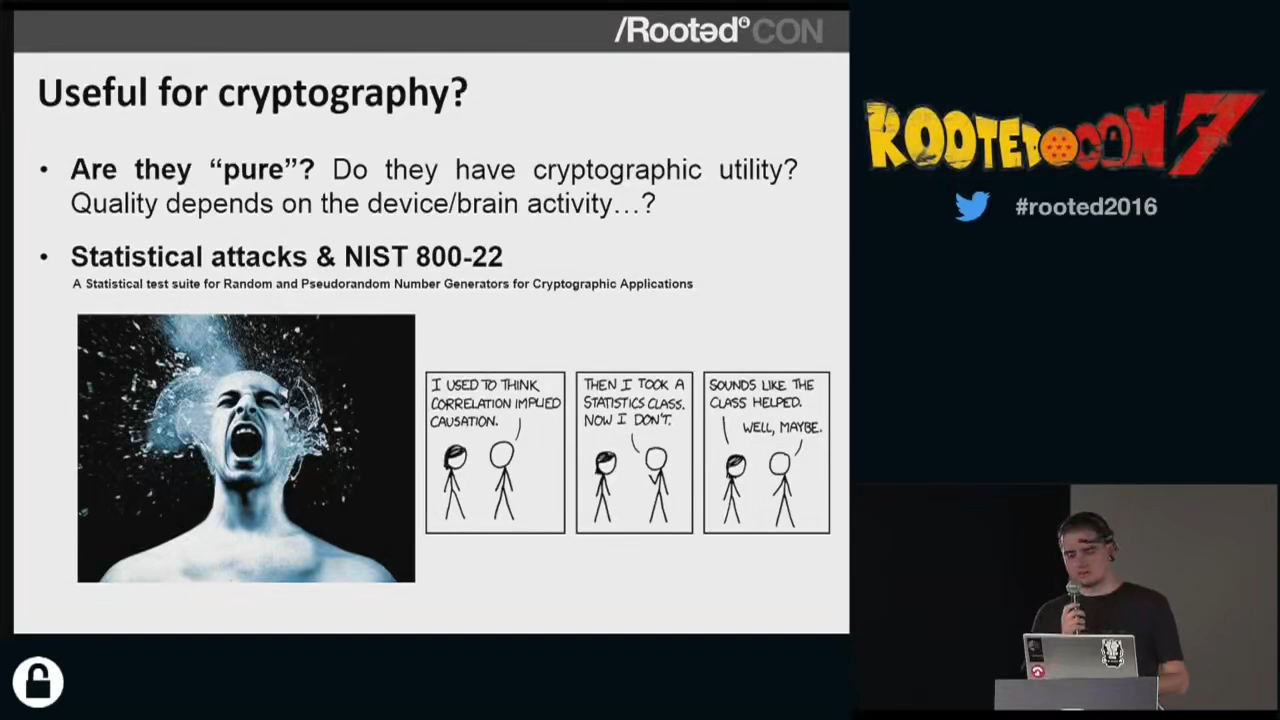 /Rootəd°CON
Useful for cryptography?
• Are they “pure”? Do they have cryptographic utility?
Quality depends on the device/brain activity…?
• Statistical attacks & NIST 800-22
A Statistical test suite for Random and Pseudorandom Number Generators for Cryptographic Applications
I USED TO THINK
CORRELATION IMPLIED
CAUSATION.
THEN I TOOK A
STATISTICS CLASS.
NOW I DON'T.
SOUNDS LIKE THE
CLASS HELPED.
WELL, MAYBE.
ROOTED CON 7
#rooted2016